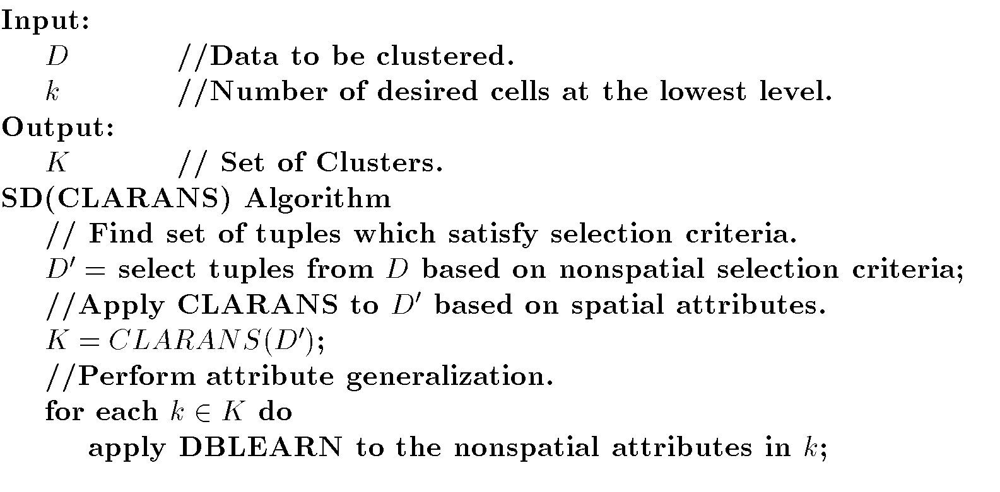 Input:
D //Data to be clustered.
k //Number of desired cells at the lowest level.
Output:
K // Set of Clusters.
SD(CLARANS) Algorithm
// Find set of tuples which satisfy selection criteria.
D′ = select tuples from D based on nonspatial selection criteria;
//Apply CLARANS to D′ based on spatial attributes.
K = CLARANS(D′);
//Perform attribute generalization.
for each k ∈ K do
apply DBLEARN to the nonspatial attributes in k;